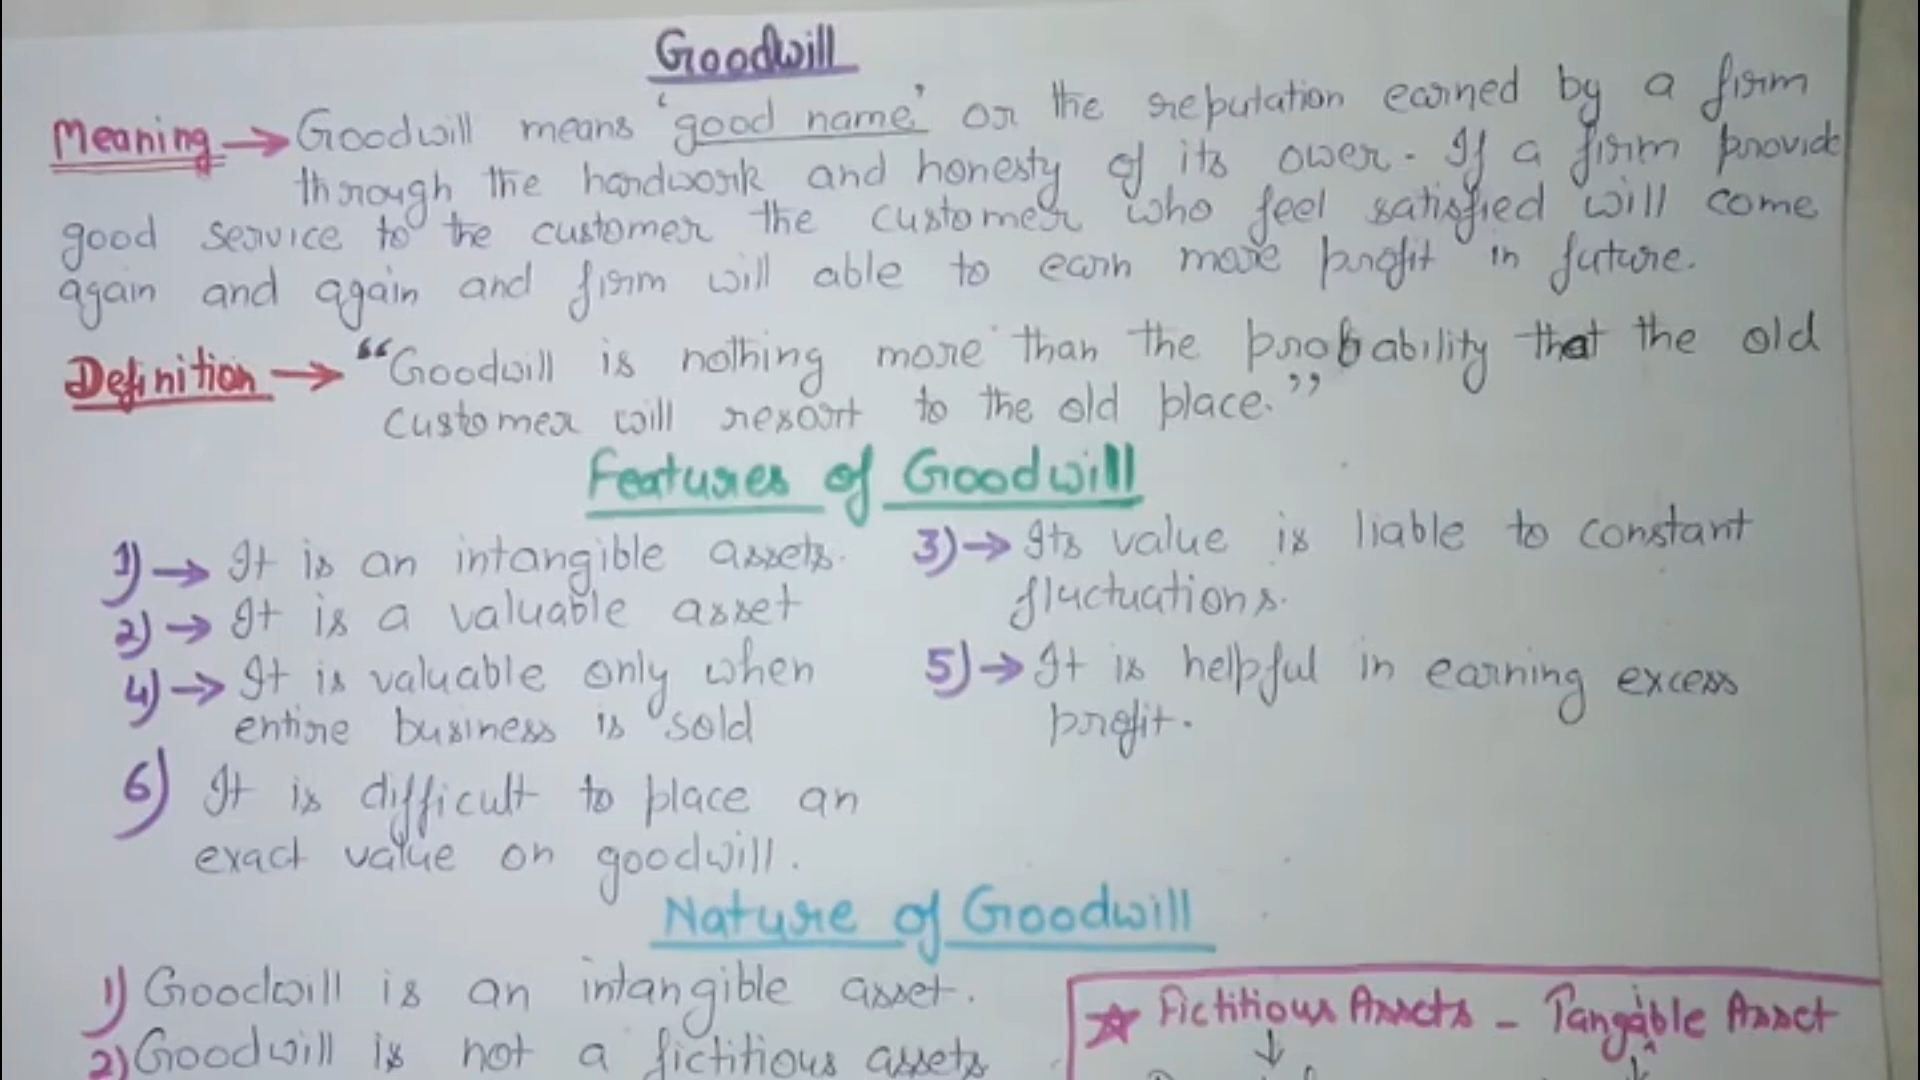 Goodwill
Meaning → Goodwill means 'good name' or the reputation earned by a firm
through the hardwork and honesty of its ower. If a firm provide
good service to the customer the customer who feel satisfied will come
again and again and firm will able to earn more profit in future.
Definition → "Goodwill is nothing more than the probability that the old
customer will resort to the old place."
Features of Goodwill
1) → It is an intangible assets.
2) → It is a valuable asset
3) → Its value is liable to constant
fluctuations.
4) → It is valuable only when
entire business is sold
5) → It is helpful in earning excess
profit.
6) It is difficult to place an
exact value on goodwill.
Nature of Goodwill
1) Goodwill is an intangible asset.
2) Goodwill is not a fictitious assets
☆ Fictitious Assets - Tangable Asset